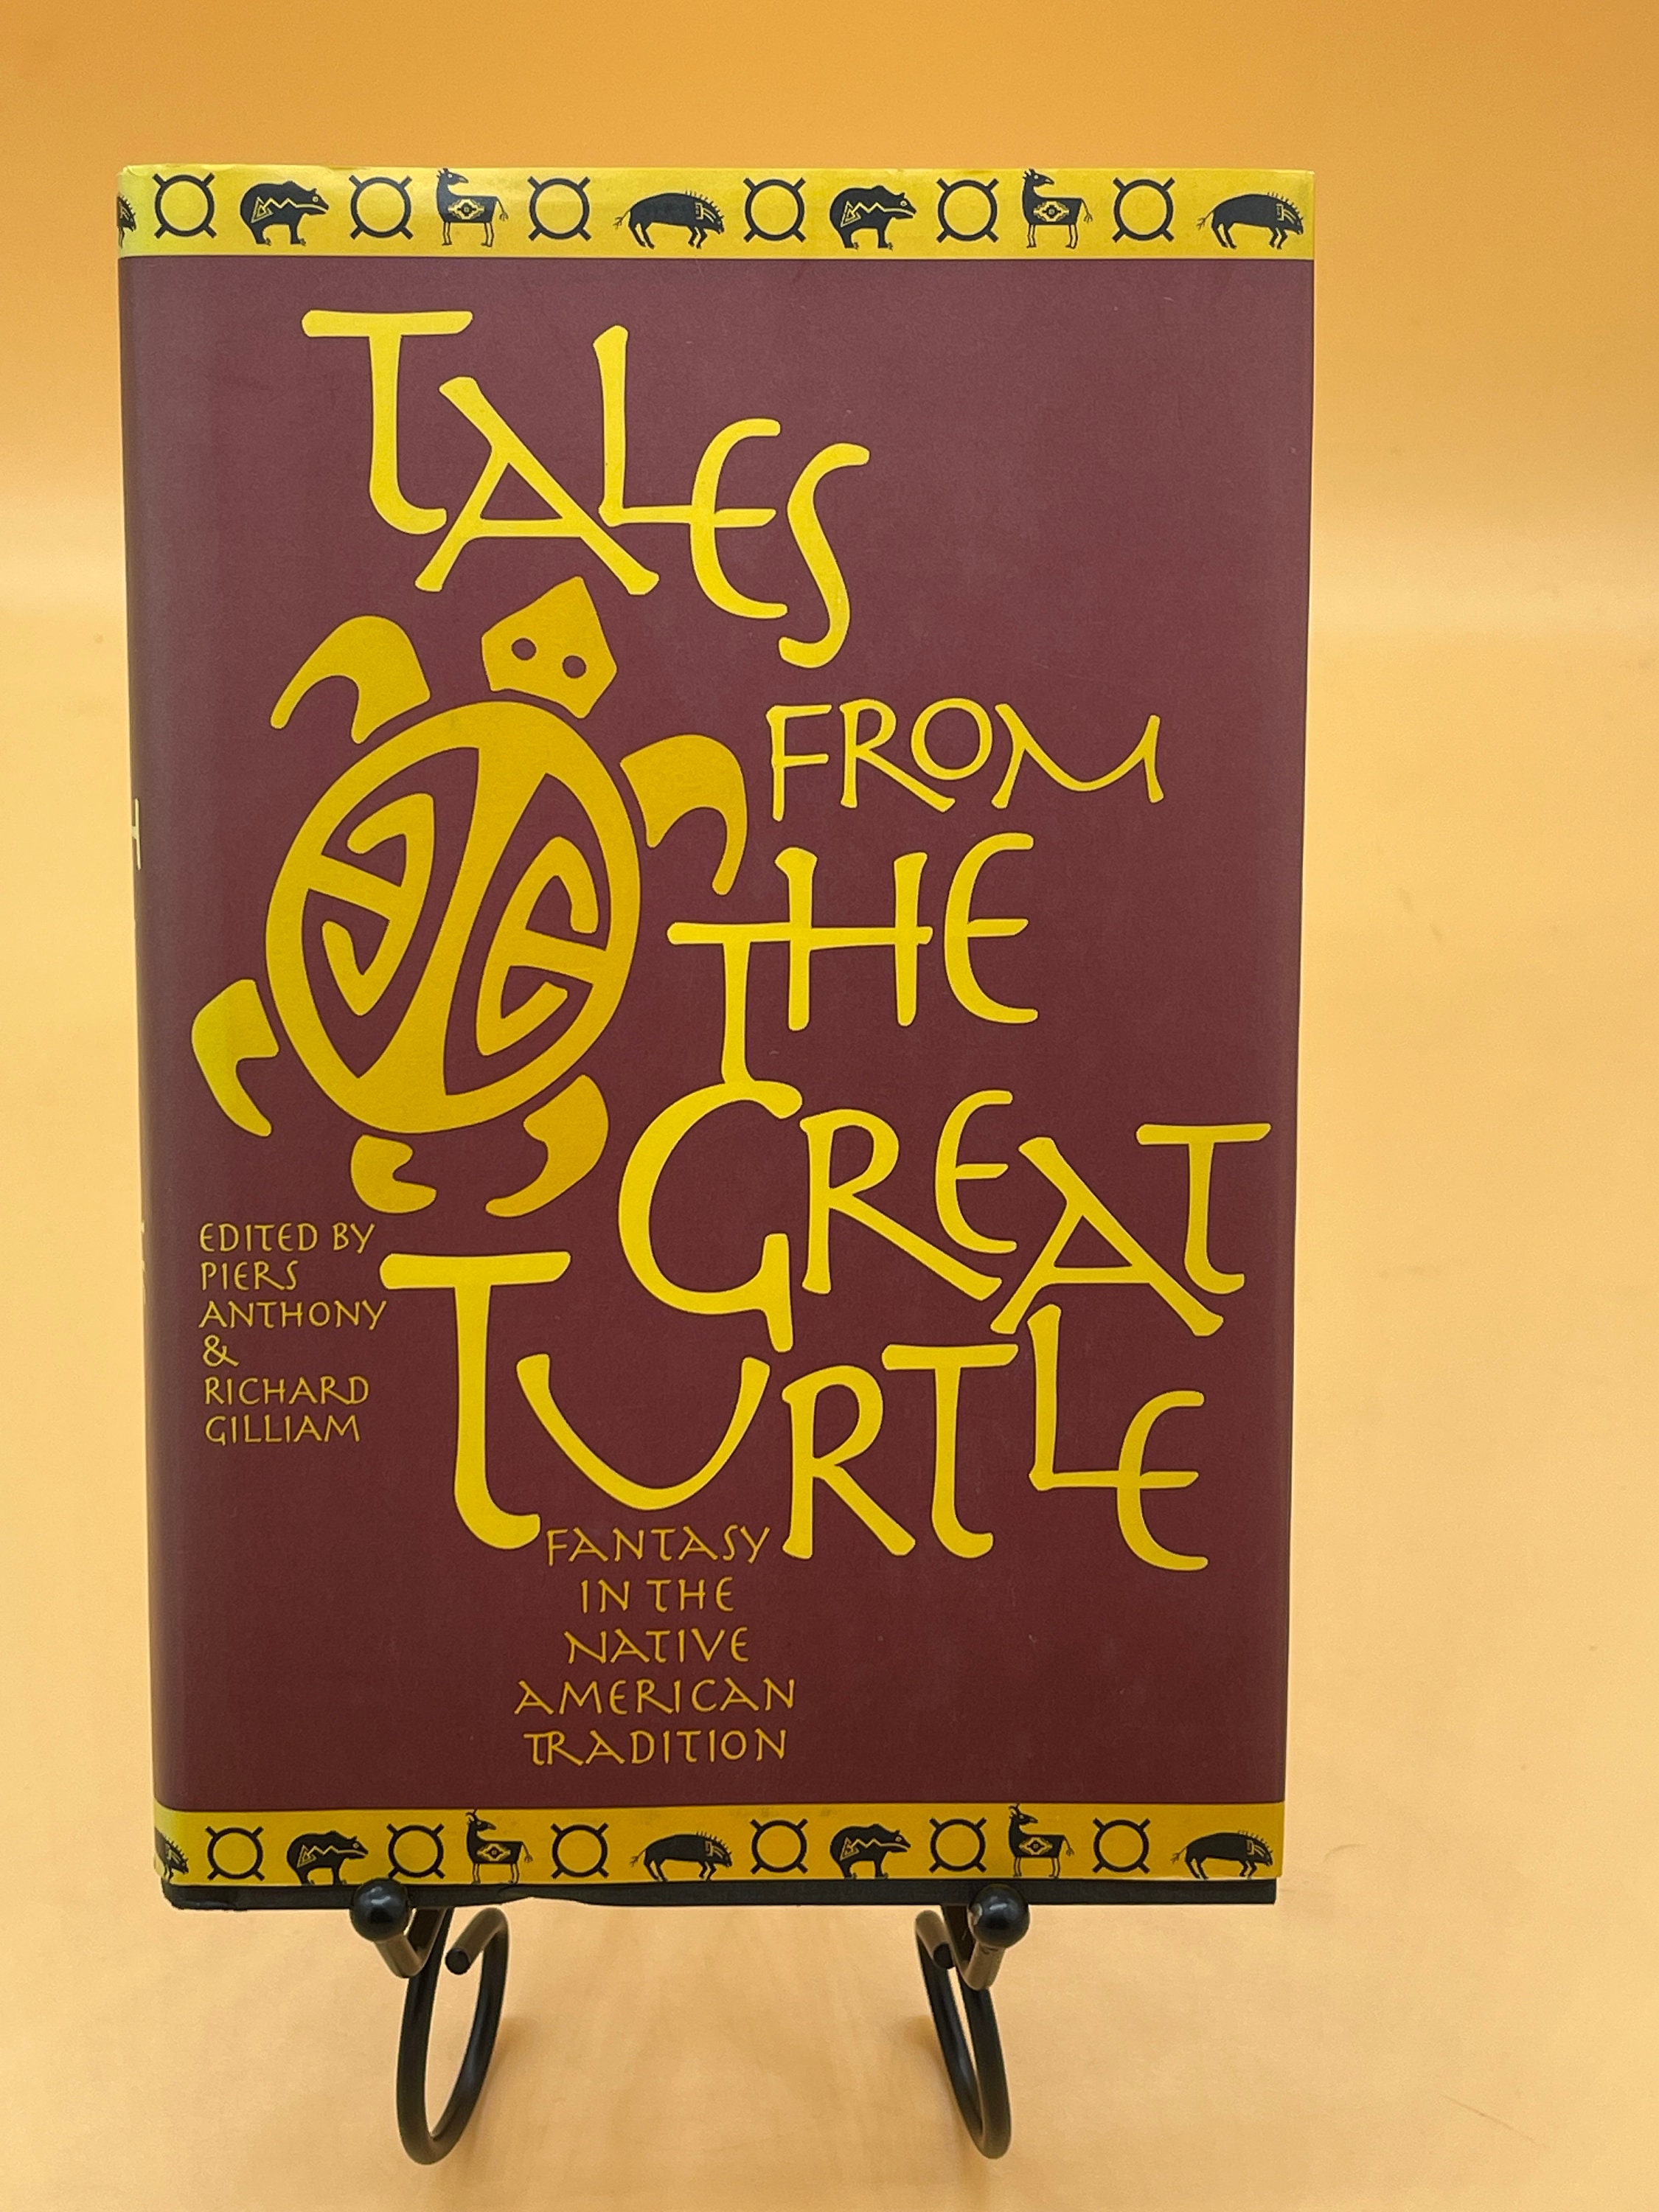 TALES
FROM
THE
GREAT
TURTLE
EDITED BY
PIERS
ANTHONY
&
RICHARD
GILLIAM
FANTASY
IN THE
NATIVE
AMERICAN
TRADITION